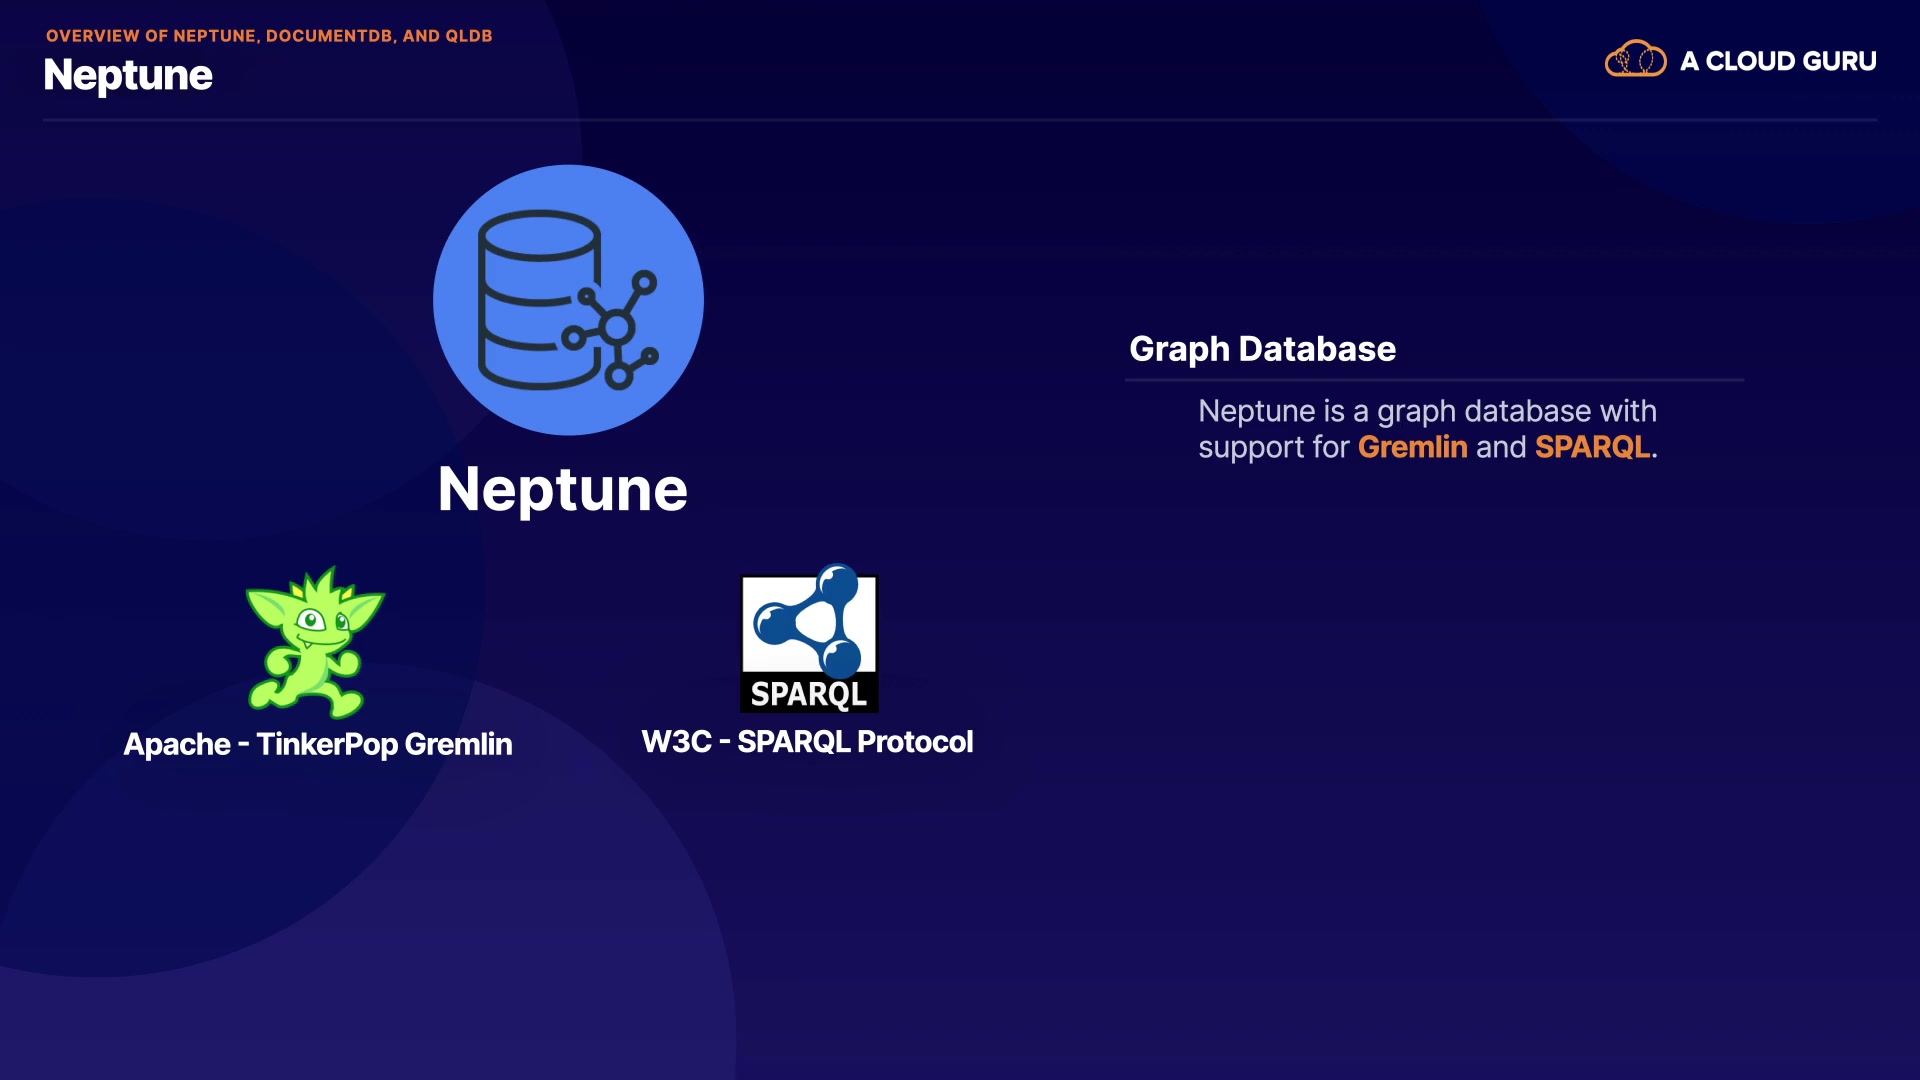 OVERVIEW OF NEPTUNE, DOCUMENTDB, AND QLDB
Neptune
A CLOUD GURU
Neptune
Graph Database
Neptune is a graph database with
support for Gremlin and SPARQL.
SPARQL
Apache - TinkerPop Gremlin
W3C - SPARQL Protocol